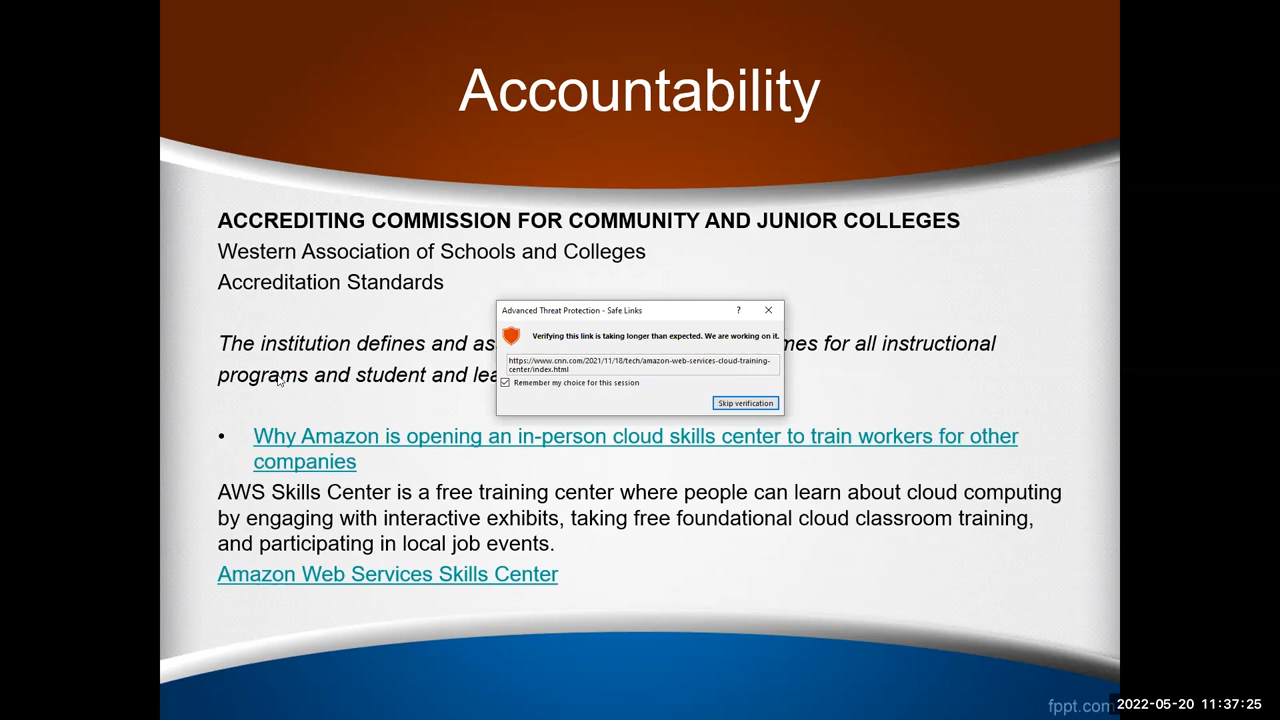 Accountability
ACCREDITING COMMISSION FOR COMMUNITY AND JUNIOR COLLEGES
Western Association of Schools and Colleges
Accreditation Standards
Advanced Threat Protection - Safe Links
?
Verifying this link is taking longer than expected. We are working on it.
https://www.cnn.com/2021/11/18/tech/amazon-web-services-cloud-training-
center/index.html
Remember my choice for this session
Skip verification
The institution defines and for all instructional
programs and student and
• Why Amazon is opening an in-person cloud skills center to train workers for other
companies
AWS Skills Center is a free training center where people can learn about cloud computing
by engaging with interactive exhibits, taking free foundational cloud classroom training,
and participating in local job events.
Amazon Web Services Skills Center
fppt.com
2022-05-20 11:37:25